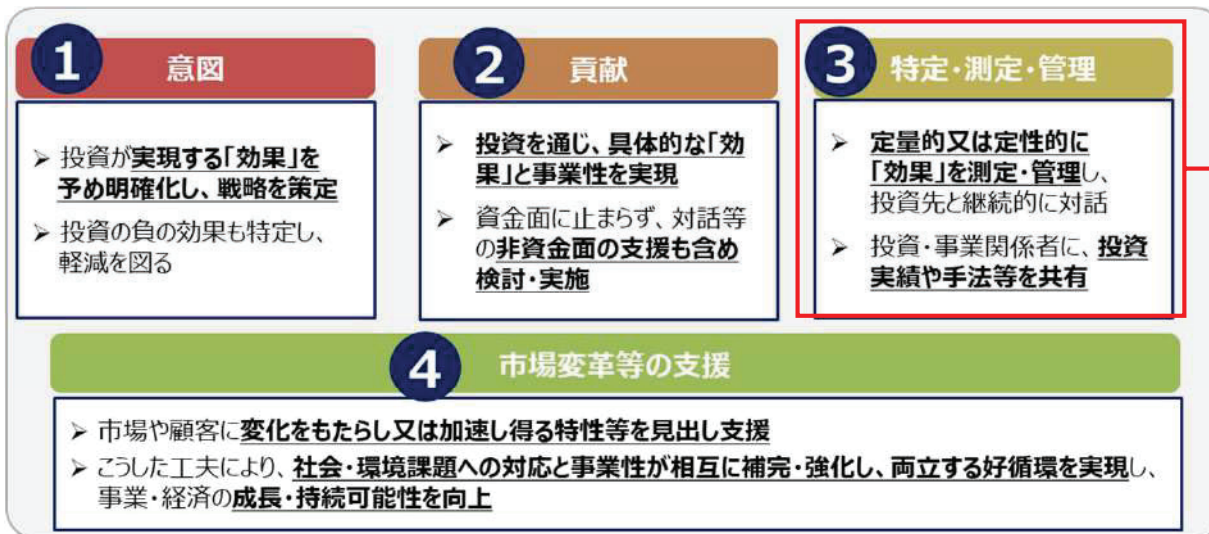 1 意図
➢ 投資が実現する「効果」を
予め明確化し、戦略を策定
➢ 投資の負の効果も特定し、
軽減を図る
2 貢献
➢ 投資を通じ、具体的な「効
果」と事業性を実現
➢ 資金面に止まらず、対話等
の非資金面の支援も含め
検討・実施
3 特定・測定・管理
➢ 定量的又は定性的に
「効果」を測定・管理し、
投資先と継続的に対話
➢ 投資・事業関係者に、投資
実績や手法等を共有
4 市場変革等の支援
➢ 市場や顧客に変化をもたらし又は加速し得る特性等を見出し支援
➢ こうした工夫により、社会・環境課題への対応と事業性が相互に補完・強化し、両立する好循環を実現し、
事業・経済の成長・持続可能性を向上